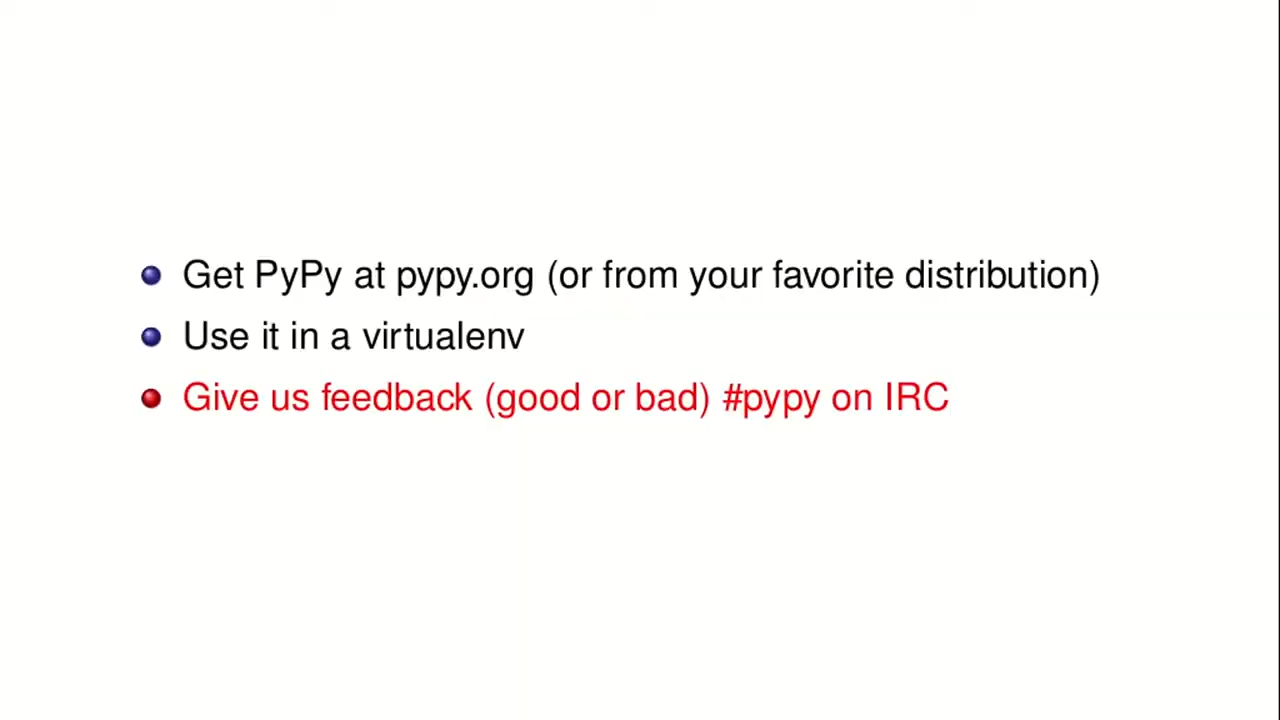 Get PyPy at pypy.org (or from your favorite distribution)
Use it in a virtualenv
Give us feedback (good or bad) #pypy on IRC